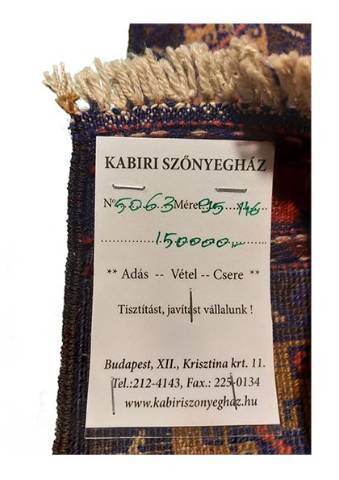 KABIRI SZŐNYEGHÁZ
Nº 5063 Méret 95 146
150000,-
** Adás -- Vétel -- Csere **
Tisztítást, javítást vállalunk !
Budapest, XII., Krisztina krt. 11.
Tel.:212-4143, Fax.: 225-0134
www.kabiriszonyeghaz.hu